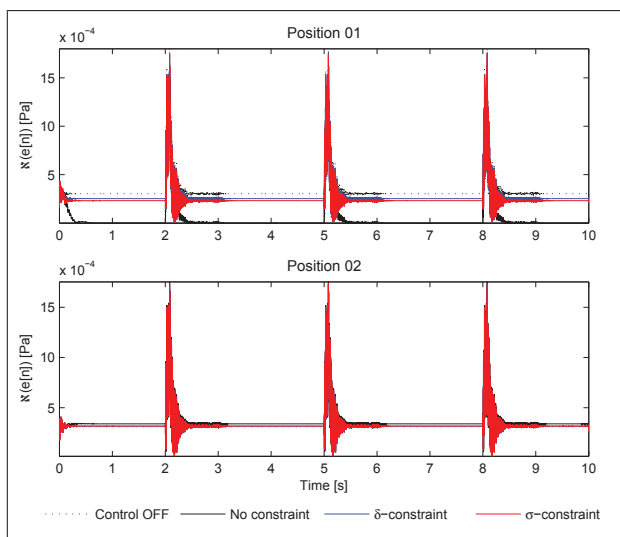 x 10⁻⁴
Position 01
15
10
5
ℵ(e[n]) [Pa]
0 1 2 3 4 5 6 7 8 9 10
x 10⁻⁴
Position 02
15
10
5
ℵ(e[n]) [Pa]
0 1 2 3 4 5 6 7 8 9 10
Time [s]
Control OFF No constraint δ−constraint σ−constraint